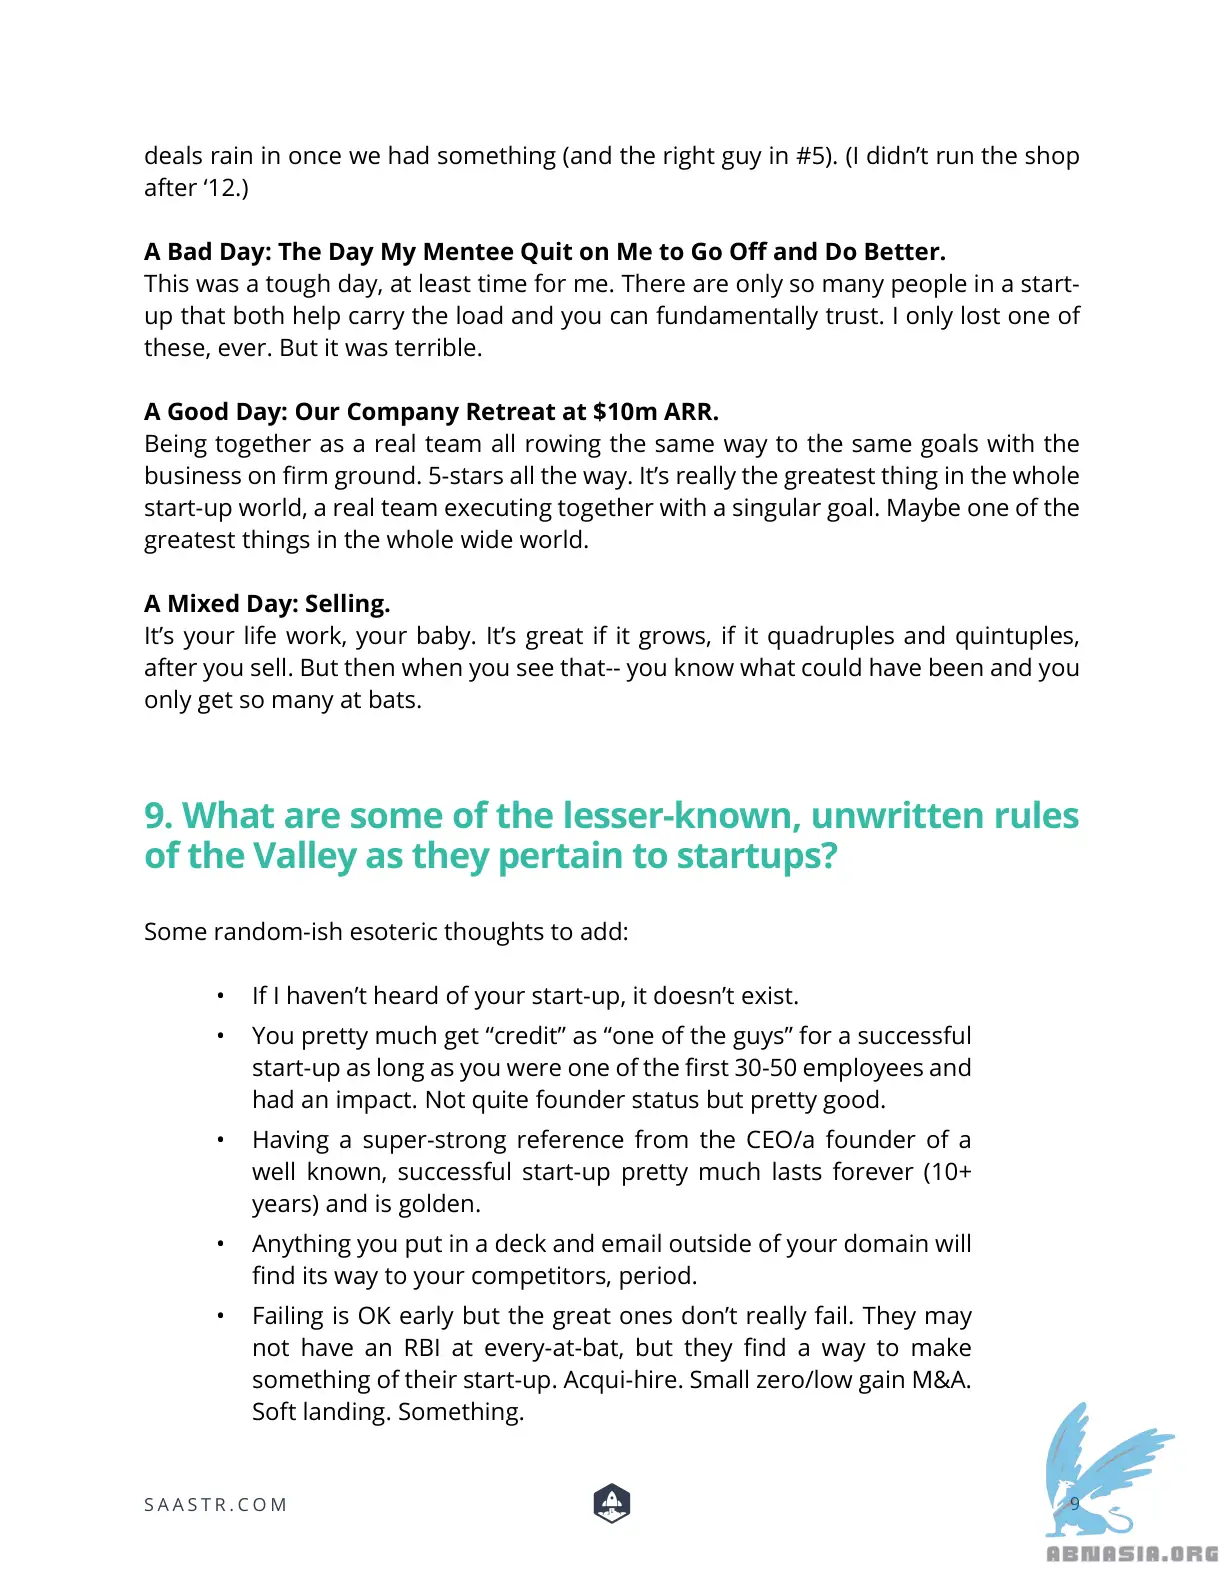 deals rain in once we had something (and the right guy in #5). (I didn’t run the shop
after ‘12.)
A Bad Day: The Day My Mentee Quit on Me to Go Off and Do Better.
This was a tough day, at least time for me. There are only so many people in a start-
up that both help carry the load and you can fundamentally trust. I only lost one of
these, ever. But it was terrible.
A Good Day: Our Company Retreat at $10m ARR.
Being together as a real team all rowing the same way to the same goals with the
business on firm ground. 5-stars all the way. It’s really the greatest thing in the whole
start-up world, a real team executing together with a singular goal. Maybe one of the
greatest things in the whole wide world.
A Mixed Day: Selling.
It’s your life work, your baby. It’s great if it grows, if it quadruples and quintuples,
after you sell. But then when you see that-- you know what could have been and you
only get so many at bats.
9. What are some of the lesser-known, unwritten rules
of the Valley as they pertain to startups?
Some random-ish esoteric thoughts to add:
• If I haven’t heard of your start-up, it doesn’t exist.
• You pretty much get “credit” as “one of the guys” for a successful
start-up as long as you were one of the first 30-50 employees and
had an impact. Not quite founder status but pretty good.
• Having a super-strong reference from the CEO/a founder of a
well known, successful start-up pretty much lasts forever (10+
years) and is golden.
• Anything you put in a deck and email outside of your domain will
find its way to your competitors, period.
• Failing is OK early but the great ones don’t really fail. They may
not have an RBI at every-at-bat, but they find a way to make
something of their start-up. Acqui-hire. Small zero/low gain M&A.
Soft landing. Something.
SAASTR.COM
9
ABNASIA.ORG